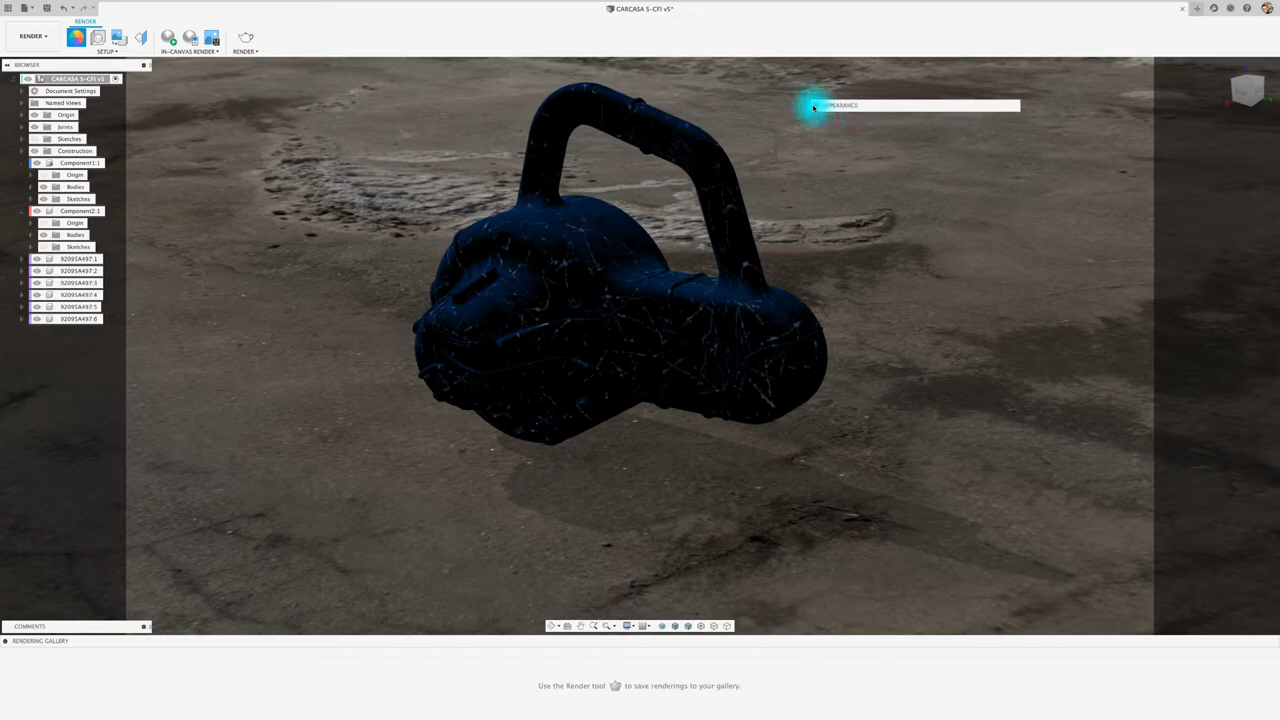 CARCASA S-CFI v5*
RENDER
RENDER
SETUP
IN-CANVAS RENDER
RENDER
BROWSER
CARCASA S-CFI v5
Document Settings
Named Views
Origin
Joints
Sketches
Construction
Component1:1
Origin
Bodies
Sketches
Component2:1
Origin
Bodies
Sketches
92095A497:1
92095A497:2
92095A497:3
92095A497:4
92095A497:5
92095A497:6
PEARANCE
COMMENTS
RENDERING GALLERY
Use the Render tool to save renderings to your gallery.